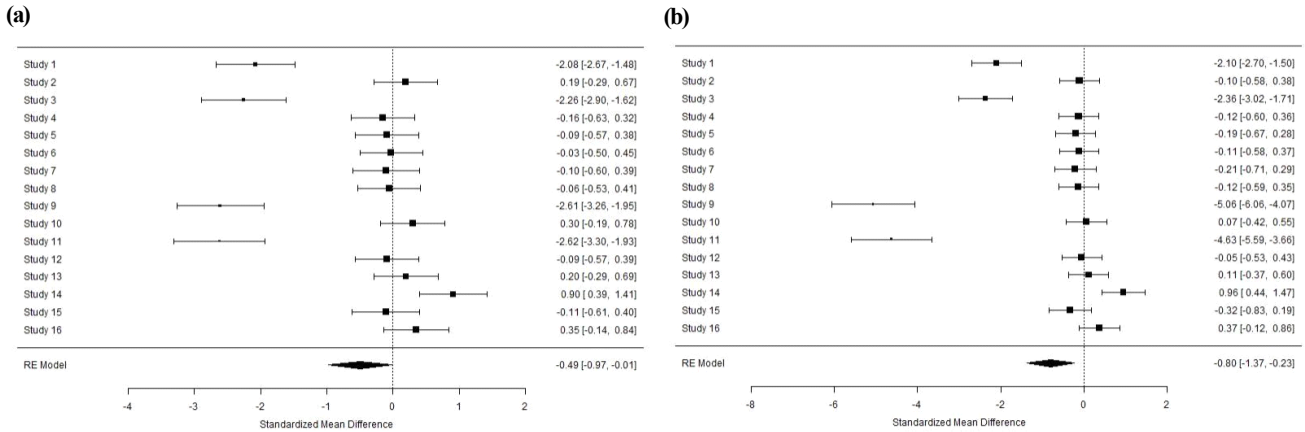 (a)
Study 1 -2.08 [-2.67, -1.48]
Study 2 0.19 [-0.29, 0.67]
Study 3 -2.26 [-2.90, -1.62]
Study 4 -0.16 [-0.63, 0.32]
Study 5 -0.09 [-0.57, 0.38]
Study 6 -0.03 [-0.50, 0.45]
Study 7 -0.10 [-0.60, 0.39]
Study 8 -0.06 [-0.53, 0.41]
Study 9 -2.61 [-3.26, -1.95]
Study 10 0.30 [-0.19, 0.78]
Study 11 -2.62 [-3.30, -1.93]
Study 12 -0.09 [-0.57, 0.39]
Study 13 0.20 [-0.29, 0.69]
Study 14 0.90 [0.39, 1.41]
Study 15 -0.11 [-0.61, 0.40]
Study 16 0.35 [-0.14, 0.84]
RE Model -0.49 [-0.97, -0.01]
-4 -3 -2 -1 0 1 2
Standardized Mean Difference
(b)
Study 1 -2.10 [-2.70, -1.50]
Study 2 -0.10 [-0.58, 0.38]
Study 3 -2.36 [-3.02, -1.71]
Study 4 -0.12 [-0.60, 0.36]
Study 5 -0.19 [-0.67, 0.28]
Study 6 -0.11 [-0.58, 0.37]
Study 7 -0.21 [-0.71, 0.29]
Study 8 -0.12 [-0.59, 0.35]
Study 9 -5.06 [-6.06, -4.07]
Study 10 0.07 [-0.42, 0.55]
Study 11 -4.63 [-5.59, -3.66]
Study 12 -0.05 [-0.53, 0.43]
Study 13 0.11 [-0.37, 0.60]
Study 14 0.96 [0.44, 1.47]
Study 15 -0.32 [-0.83, 0.19]
Study 16 0.37 [-0.12, 0.86]
RE Model -0.80 [-1.37, -0.23]
-8 -6 -4 -2 0 2
Standardized Mean Difference